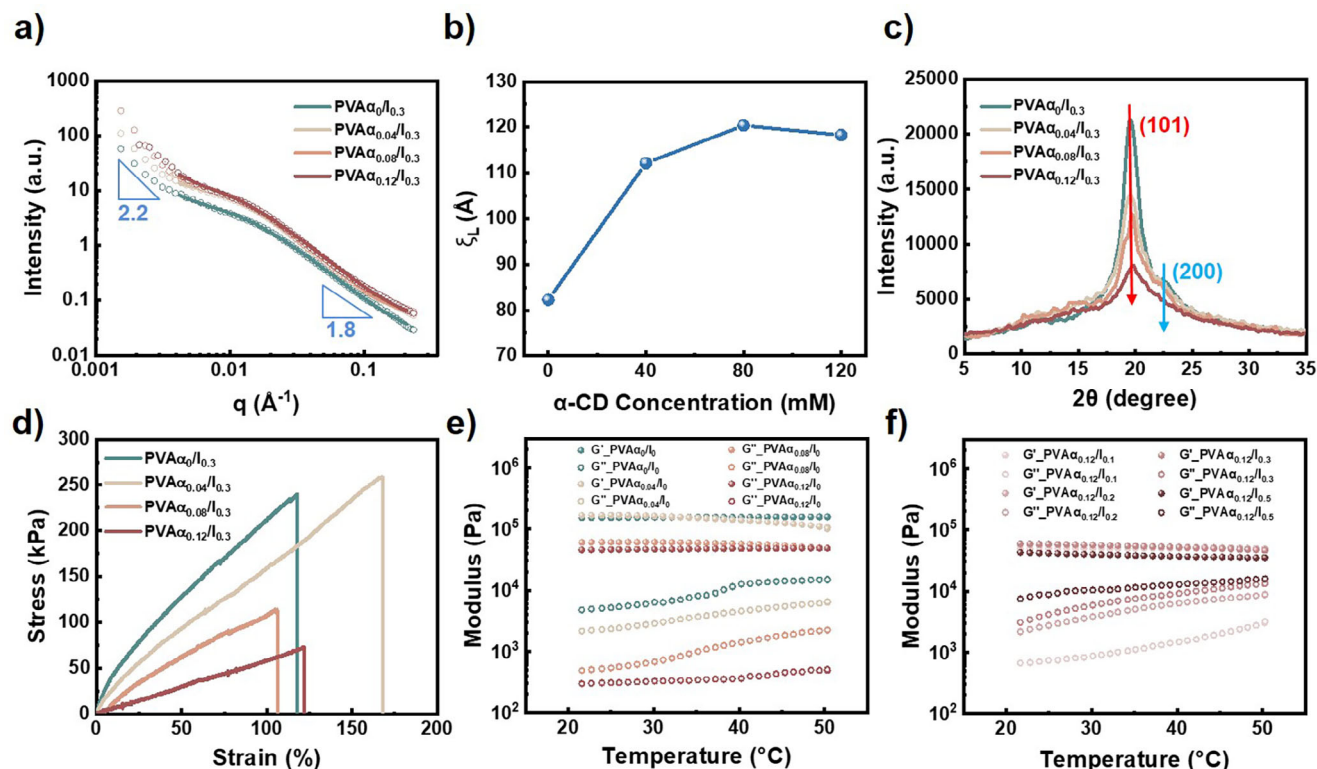 a)
1000
100
10
1
0.1
0.01
0.001
0.01
0.1
Intensity (a.u.)
q (Å⁻¹)
PVAα₀/I₀.₃
PVAα₀.₀₄/I₀.₃
PVAα₀.₀₈/I₀.₃
PVAα₀.₁₂/I₀.₃
2.2
1.8
b)
130
120
110
100
90
80
70
0
40
80
120
ξL (Å)
α-CD Concentration (mM)
c)
25000
20000
15000
10000
5000
0
5
10
15
20
25
30
35
Intensity (a.u.)
2θ (degree)
PVAα₀/I₀.₃
PVAα₀.₀₄/I₀.₃
PVAα₀.₀₈/I₀.₃
PVAα₀.₁₂/I₀.₃
(101)
(200)
d)
300
250
200
150
100
50
0
0
50
100
150
200
Stress (kPa)
Strain (%)
PVAα₀/I₀.₃
PVAα₀.₀₄/I₀.₃
PVAα₀.₀₈/I₀.₃
PVAα₀.₁₂/I₀.₃
e)
G'_PVAα₀/I₀
G''_PVAα₀/I₀
G'_PVAα₀.₀₄/I₀
G''_PVAα₀.₀₄/I₀
G''_PVAα₀.₀₈/I₀
G''_PVAα₀.₀₈/I₀
G''_PVAα₀.₁₂/I₀
G''_PVAα₀.₁₂/I₀
10⁶
10⁵
10⁴
10³
10²
20
30
40
50
Modulus (Pa)
Temperature (°C)
f)
G'_PVAα₀.₁₂/I₀.₁
G''_PVAα₀.₁₂/I₀.₁
G'_PVAα₀.₁₂/I₀.₂
G''_PVAα₀.₁₂/I₀.₂
G'_PVAα₀.₁₂/I₀.₃
G''_PVAα₀.₁₂/I₀.₃
G'_PVAα₀.₁₂/I₀.₅
G''_PVAα₀.₁₂/I₀.₅
10⁶
10⁵
10⁴
10³
10²
20
30
40
50
Modulus (Pa)
Temperature (°C)